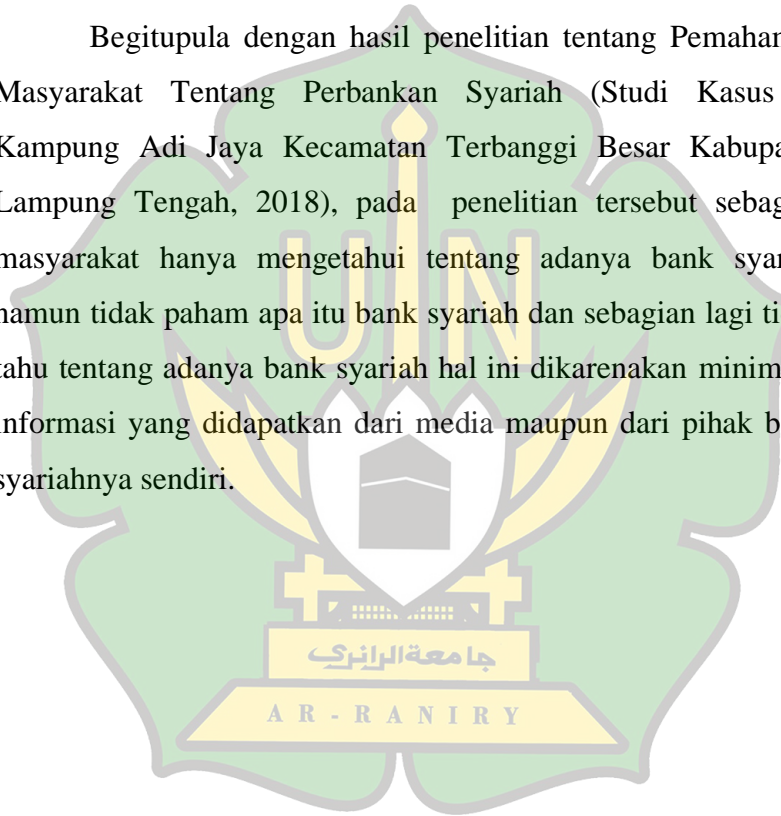 Begitupula dengan hasil penelitian tentang Pemahan
Masyarakat Tentang Perbankan Syariah (Studi Kasus
Kampung Adi Jaya Kecamatan Terbanggi Besar Kabupa
Lampung Tengah, 2018), pada penelitian tersebut sebag
masyarakat hanya mengetahui tentang adanya bank syar
namun tidak paham apa itu bank syariah dan sebagian lagi ti
tahu tentang adanya bank syariah hal ini dikarenakan minim
informasi yang didapatkan dari media maupun dari pihak b
syariahnya sendiri.
UIN
جامعةالرانري
AR-RANIRY